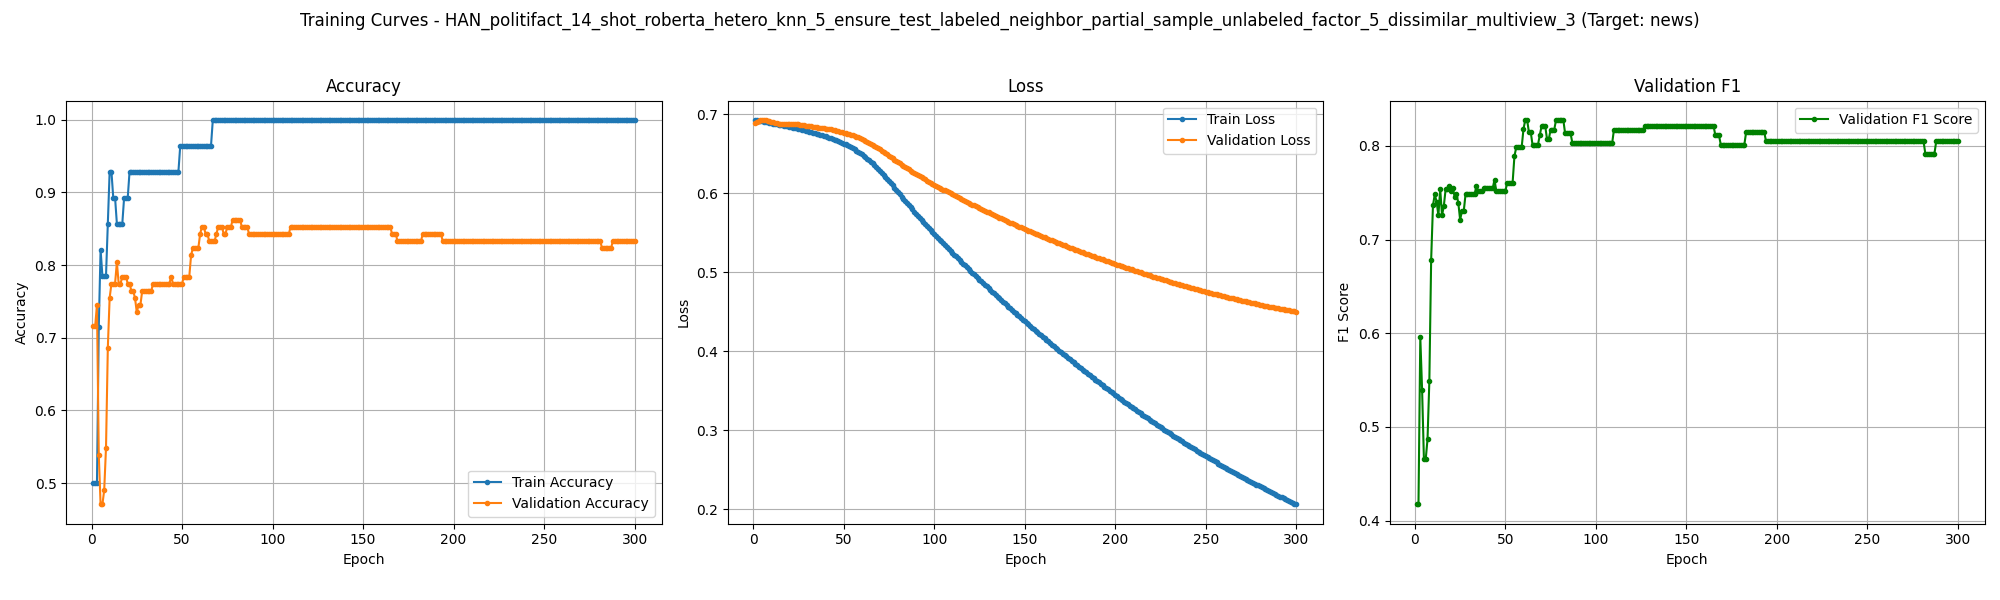 Training Curves - HAN_politifact_14_shot_roberta_hetero_knn_5_ensure_test_labeled_neighbor_partial_sample_unlabeled_factor_5_dissimilar_multiview_3 (Target: news)
Accuracy
1.0
0.9
0.8
0.7
0.6
0.5
Accuracy
Train Accuracy
Validation Accuracy
0 50 100 150 200 250 300
Epoch
Loss
0.7
0.6
0.5
0.4
0.3
0.2
Loss
Train Loss
Validation Loss
0 50 100 150 200 250 300
Epoch
Validation F1
0.8
0.7
0.6
0.5
0.4
F1 Score
Validation F1 Score
0 50 100 150 200 250 300
Epoch